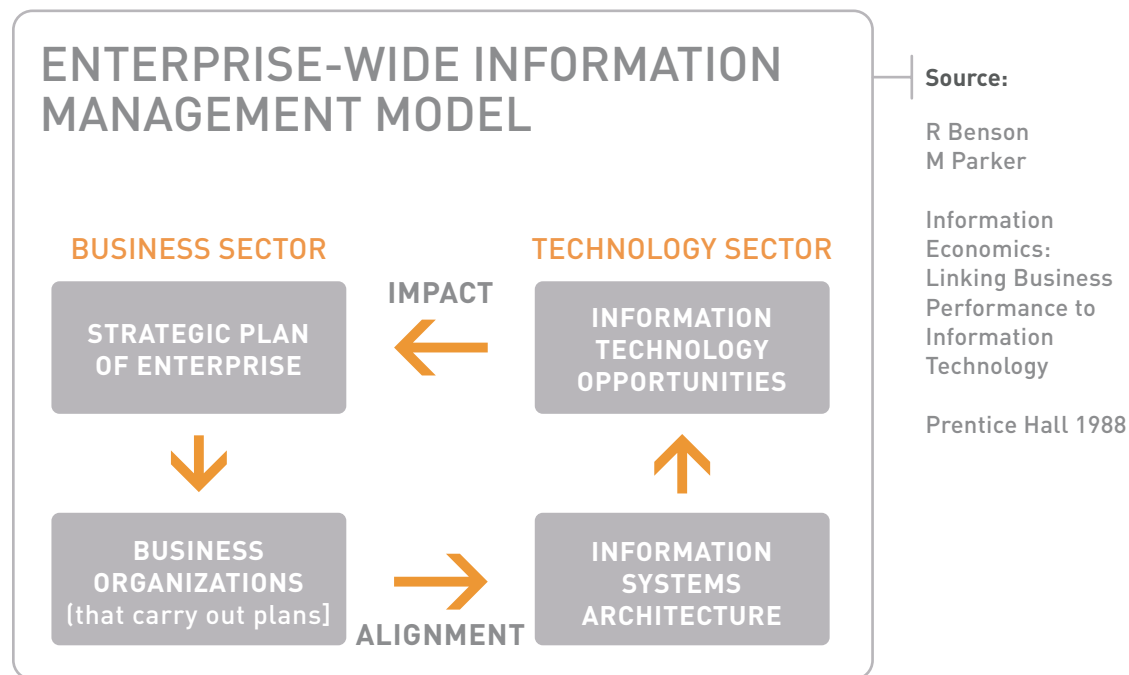 ENTERPRISE-WIDE INFORMATION
MANAGEMENT MODEL
BUSINESS SECTOR
TECHNOLOGY SECTOR
STRATEGIC PLAN
OF ENTERPRISE
IMPACT
INFORMATION
TECHNOLOGY
OPPORTUNITIES
BUSINESS
ORGANIZATIONS
(that carry out plans]
ALIGNMENT
INFORMATION
SYSTEMS
ARCHITECTURE
Source:
R Benson
M Parker
Information
Economics:
Linking Business
Performance to
Information
Technology
Prentice Hall 1988